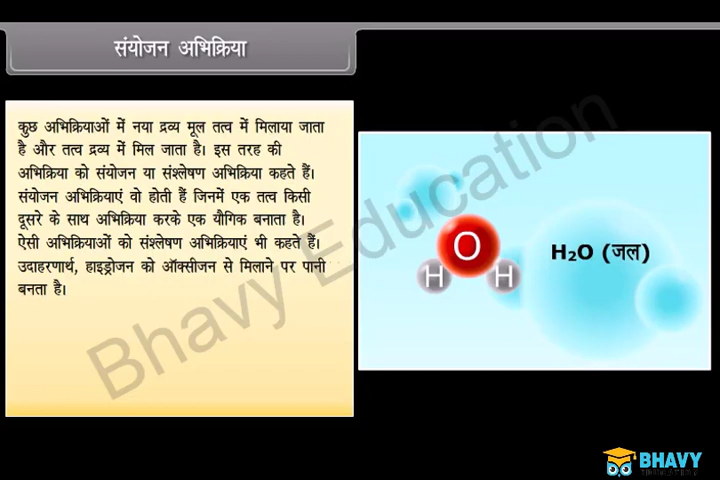 संयोजन अभिक्रिया
कुछ अभिक्रियाओं में नया द्रव्य मूल तत्व में मिलाया जाता
है और तत्व द्रव्य में मिल जाता है। इस तरह की
अभिक्रिया को संयोजन या संश्लेषण अभिक्रिया कहते हैं।
संयोजन अभिक्रियाएं वो होती हैं जिनमें एक तत्व किसी
दूसरे के साथ अभिक्रिया करके एक यौगिक बनाता है।
ऐसी अभिक्रियाओं को संश्लेषण अभिक्रियाएं भी कहते हैं।
उदाहरणार्थ, हाइड्रोजन को ऑक्सीजन से मिलाने पर पानी
बनता है।
O
H H
H₂O (जल)
Bhavy Education
BHAVY
EDUCATION